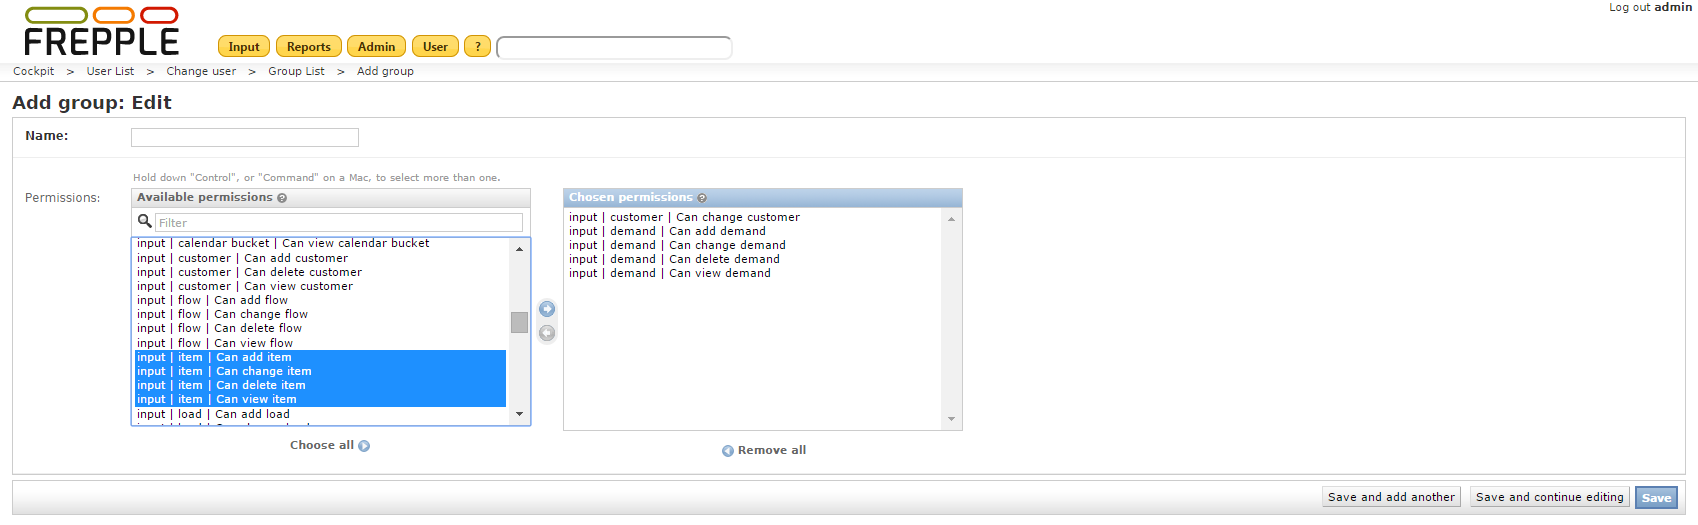 Log out admin
FREPPLE
Input Reports Admin User ?
Cockpit > User List > Change user > Group List > Add group
Add group: Edit
Name:
Hold down "Control", or "Command" on a Mac, to select more than one.
Permissions:
Available permissions ?
Filter
input | calendar bucket | Can view calendar bucket
input | customer | Can add customer
input | customer | Can delete customer
input | customer | Can view customer
input | flow | Can add flow
input | flow | Can change flow
input | flow | Can delete flow
input | flow | Can view flow
input | item | Can add item
input | item | Can change item
input | item | Can delete item
input | item | Can view item
input | load | Can add load
Choose all
Chosen permissions ?
input | customer | Can change customer
input | demand | Can add demand
input | demand | Can change demand
input | demand | Can delete demand
input | demand | Can view demand
Remove all
Save and add another Save and continue editing Save